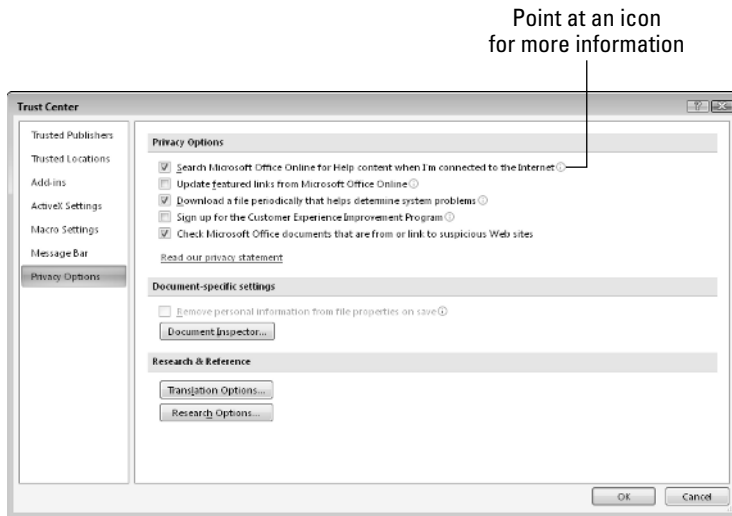 Point at an icon
for more information
Trust Center
Trusted Publishers
Trusted Locations
Add-ins
ActiveX Settings
Macro Settings
Message Bar
Privacy Options
Privacy Options
Search Microsoft Office Online for Help content when I'm connected to the Internet
Update featured links from Microsoft Office Online
Download a file periodically that helps determine system problems
Sign up for the Customer Experience Improvement Program
Check Microsoft Office documents that are from or link to suspicious Web sites
Read our privacy statement
Document-specific settings
Remove personal information from file properties on save
Document Inspector...
Research & Reference
Translation Options...
Research Options...
OK
Cancel